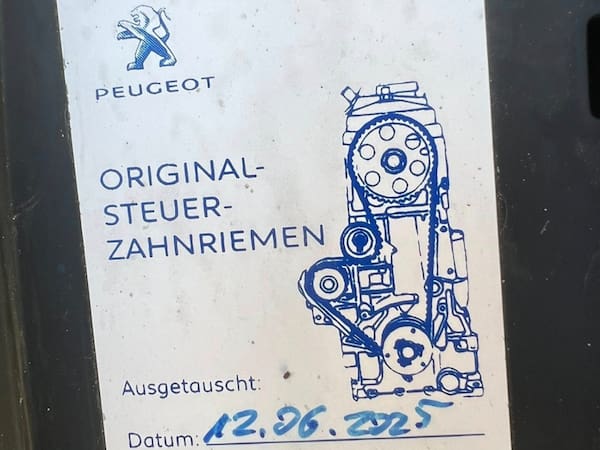 PEUGEOT
ORIGINAL-
STEUER-
ZAHNRIEMEN
Ausgetauscht:
Datum: 12.06.2025